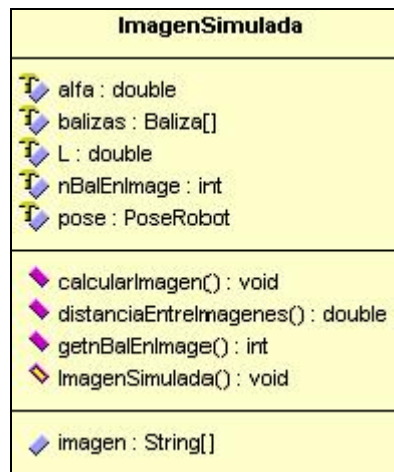 ImagenSimulada
alfa : double
balizas : Baliza[]
L : double
nBalEnImage : int
pose : PoseRobot
calcularImagen() : void
distanciaEntreImagenes() : double
getnBalEnImage() : int
ImagenSimulada() : void
imagen : String[]